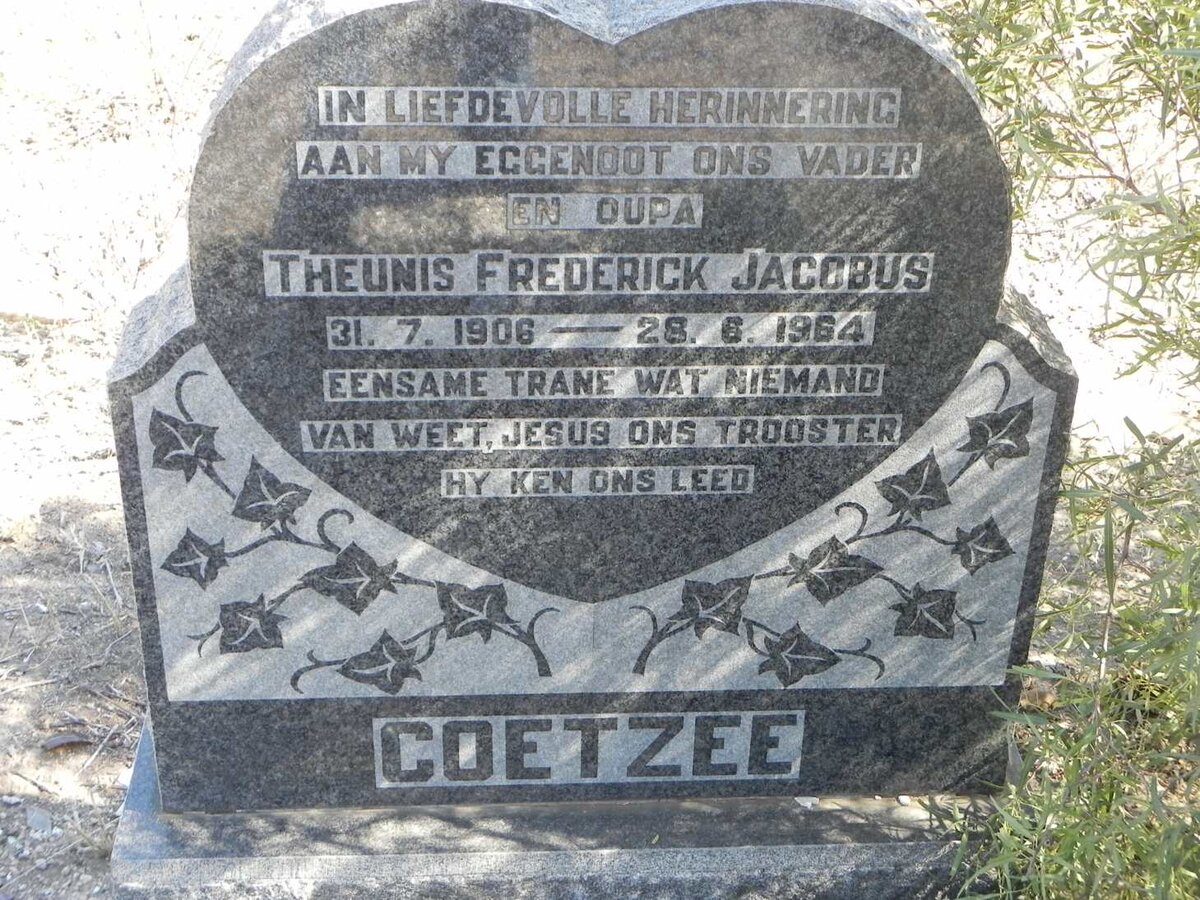 IN LIEFDEVOLLE HERINNERING
AAN MY EGGENOOT ONS VADER
EN OUPA
THEUNIS FREDERICK JACOBUS
31. 7. 1906 — 28. 6. 1964
EENSAME TRANE WAT NIEMAND
VAN WEET, JESUS ONS TROOSTER
HY KEN ONS LEED
COETZEE